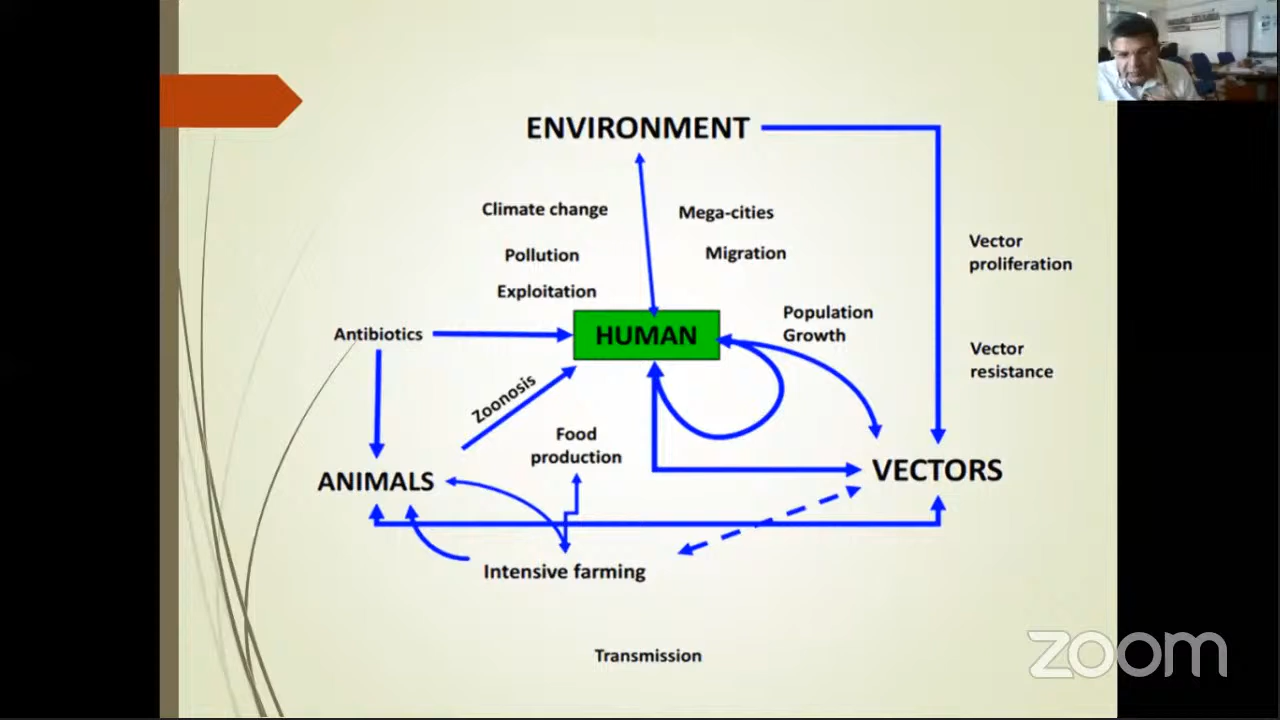 ENVIRONMENT
Climate change
Mega-cities
Pollution
Migration
Vector
proliferation
Exploitation
Population
Growth
Antibiotics
HUMAN
Vector
resistance
Zoonosis
Food
production
ANIMALS
VECTORS
Intensive farming
Transmission
zoom